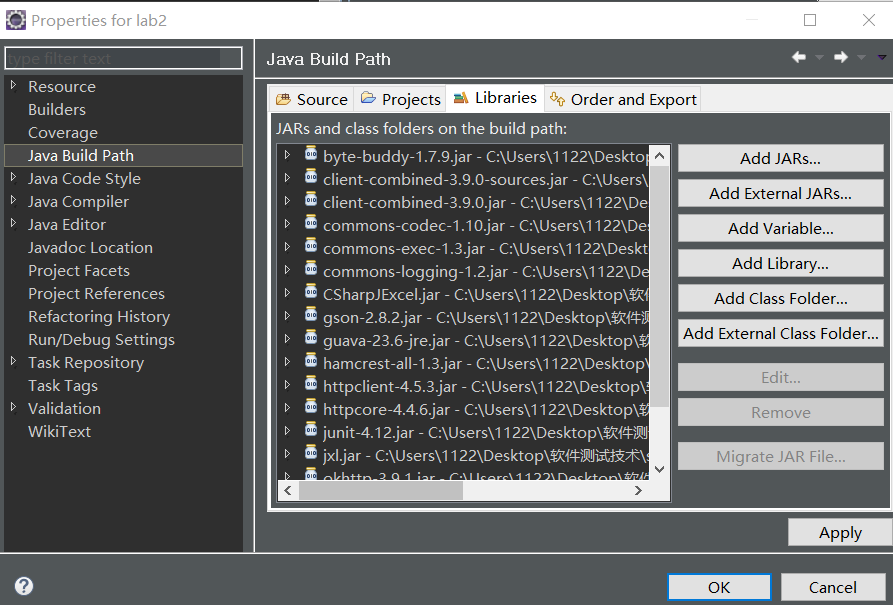 Properties for lab2
type filter text
Resource
Builders
Coverage
Java Build Path
Java Code Style
Java Compiler
Java Editor
Javadoc Location
Project Facets
Project References
Refactoring History
Run/Debug Settings
Task Repository
Task Tags
Validation
WikiText
Java Build Path
Source Projects Libraries Order and Export
JARs and class folders on the build path:
byte-buddy-1.7.9.jar - C:\Users\1122\Desktop
client-combined-3.9.0-sources.jar - C:\Users\
client-combined-3.9.0.jar - C:\Users\1122\De
commons-codec-1.10.jar - C:\Users\1122\De
commons-exec-1.3.jar - C:\Users\1122\Deskt
commons-logging-1.2.jar - C:\Users\1122\De
CSharpJExcel.jar - C:\Users\1122\Desktop\软件
gson-2.8.2.jar - C:\Users\1122\Desktop\软件测
guava-23.6-jre.jar - C:\Users\1122\Desktop\软
hamcrest-all-1.3.jar - C:\Users\1122\Desktop\
httpclient-4.5.3.jar - C:\Users\1122\Desktop\软
httpcore-4.4.6.jar - C:\Users\1122\Desktop\软
junit-4.12.jar - C:\Users\1122\Desktop\软件测
jxl.jar - C:\Users\1122\Desktop\软件测试技术\s
okhttp-3.9.1.jar - C:\Users\1122\Desktop\软件
Add JARs...
Add External JARs...
Add Variable...
Add Library...
Add Class Folder...
Add External Class Folder...
Edit...
Remove
Migrate JAR File...
Apply
OK
Cancel